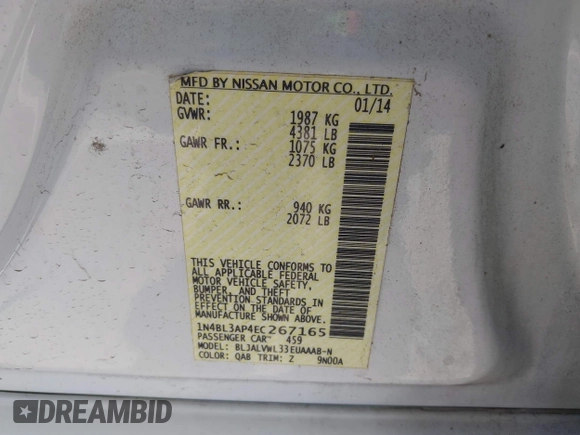 MFD BY NISSAN MOTOR CO., LTD.
DATE: 01/14
GVWR: 1987 KG
4381 LB
GAWR FR.: 1075 KG
2370 LB
GAWR RR.: 940 KG
2072 LB
THIS VEHICLE CONFORMS TO
ALL APPLICABLE FEDERAL
MOTOR VEHICLE SAFETY,
BUMPER, AND THEFT
PREVENTION STANDARDS IN
EFFECT ON THE DATE OF
MANUFACTURE SHOWN ABOVE.
1N4BL3AP4EC267165
PASSENGER CAR 459
MODEL: BLJALVWL33EUAAAB-N
COLOR: QAB TRIM: 2 9N00A
DREAMBID